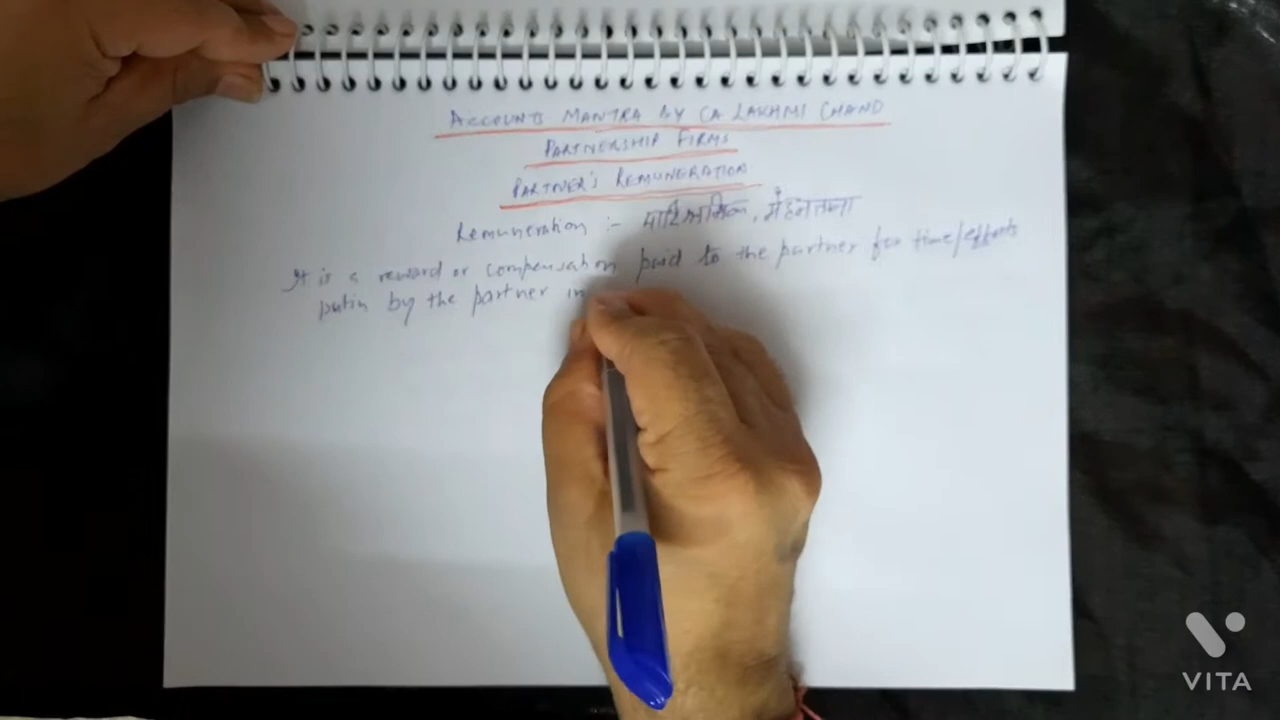 ACCOUNTS MANTRA BY CA LAKHMI CHAND
PARTNERSHIP FIRMS
PARTNER'S REMUNERATION
Remuneration :- पारिश्रमिक, मेहनताना
It is a reward or compensation paid to the partner for time/efforts
putin by the partner in
VITA